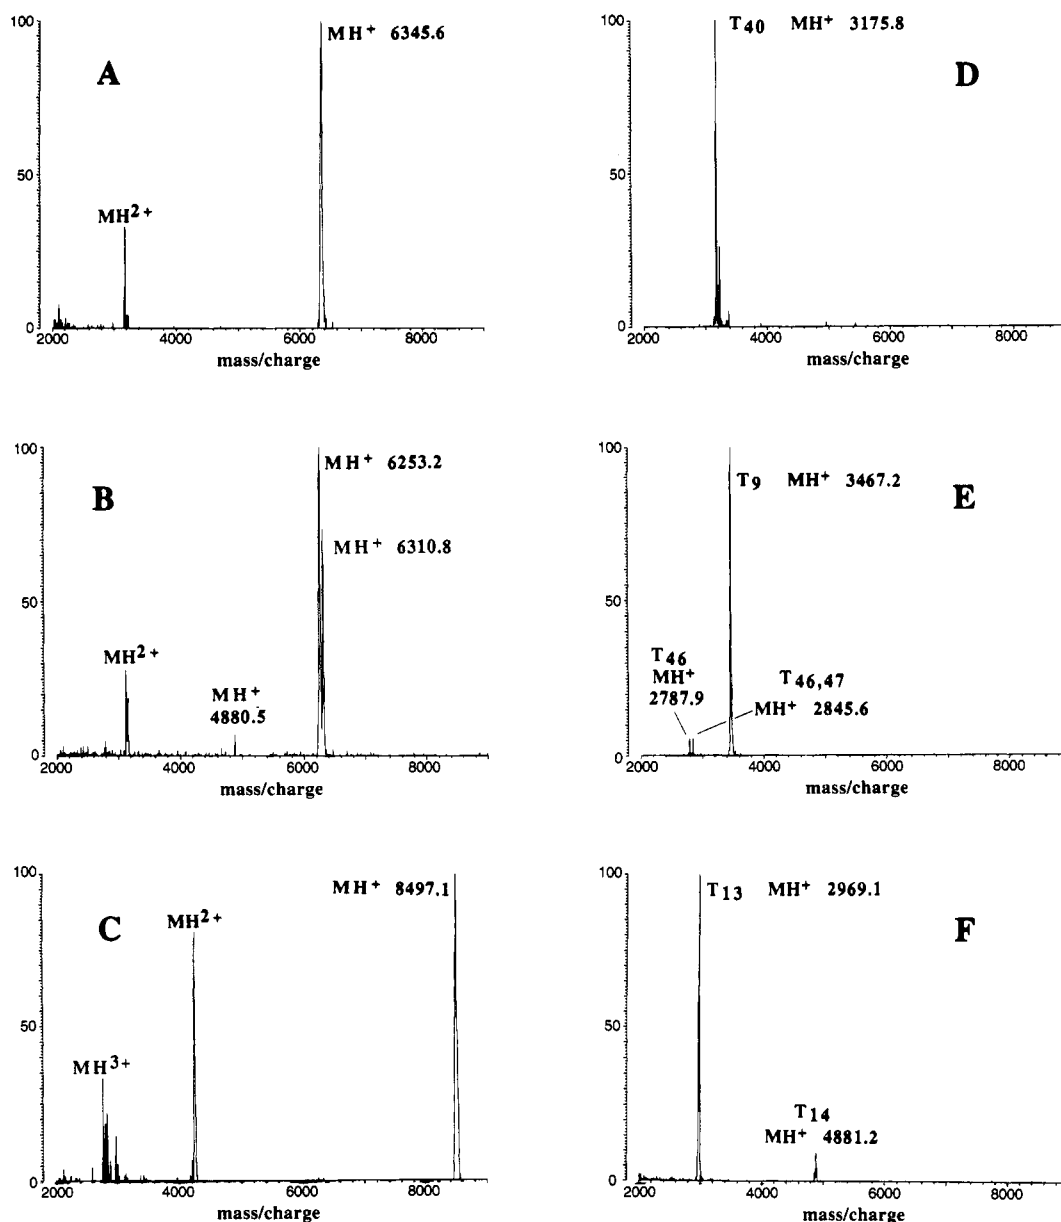 A
100
50
0
MH+ 6345.6
MH2+
2000 4000 6000 8000
mass/charge
B
100
50
0
MH+ 6253.2
MH+ 6310.8
MH2+
MH+
4880.5
2000 4000 6000 8000
mass/charge
C
100
50
0
MH+ 8497.1
MH2+
MH3+
2000 4000 6000 8000
mass/charge
D
100
50
0
T40 MH+ 3175.8
2000 4000 6000 8000
mass/charge
E
100
50
0
T9 MH+ 3467.2
T46
MH+
2787.9
T46,47
MH+ 2845.6
2000 4000 6000 8000
mass/charge
F
100
50
0
T13 MH+ 2969.1
T14
MH+ 4881.2
2000 4000 6000 8000
mass/charge